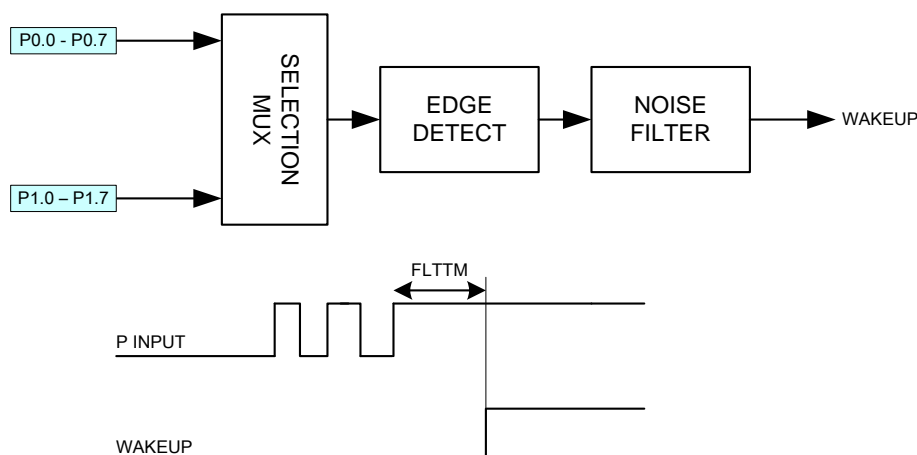 P0.0 - P0.7
SELECTION
MUX
EDGE
DETECT
NOISE
FILTER
WAKEUP
P1.0 – P1.7
FLTTM
P INPUT
WAKEUP